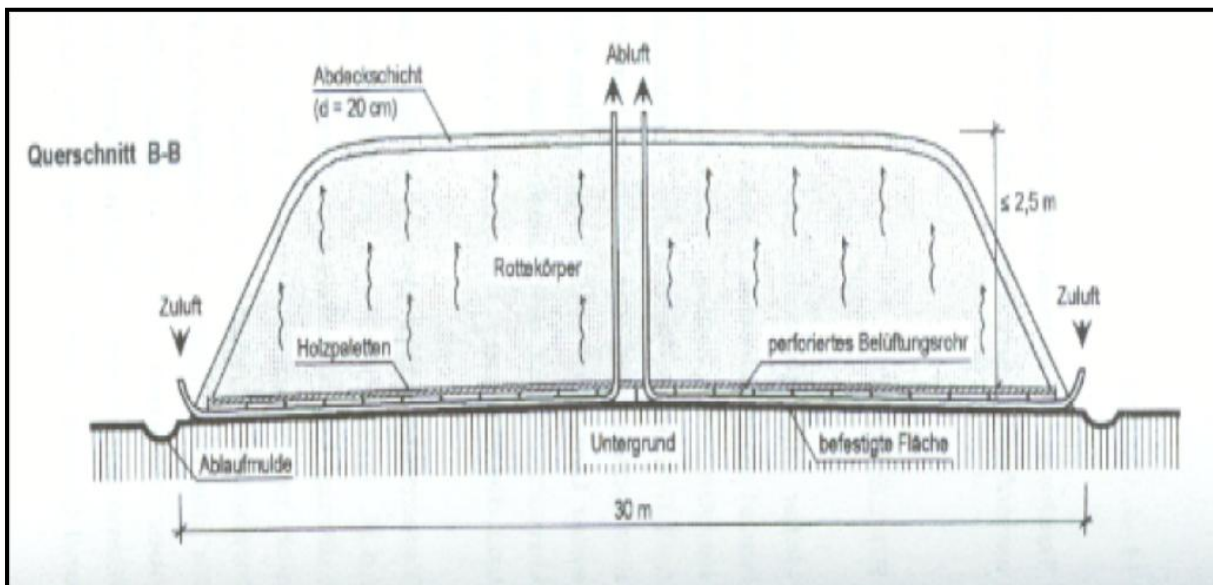 Abluft
Abdeckschicht
(d = 20 cm)
Querschnitt B-B
≤ 2,5 m
Rottekörper
Zuluft
Zuluft
Holzpaletten
perforiertes Belüftungsrohr
Untergrund
befestigte Fläche
Ablaufmulde
30 m